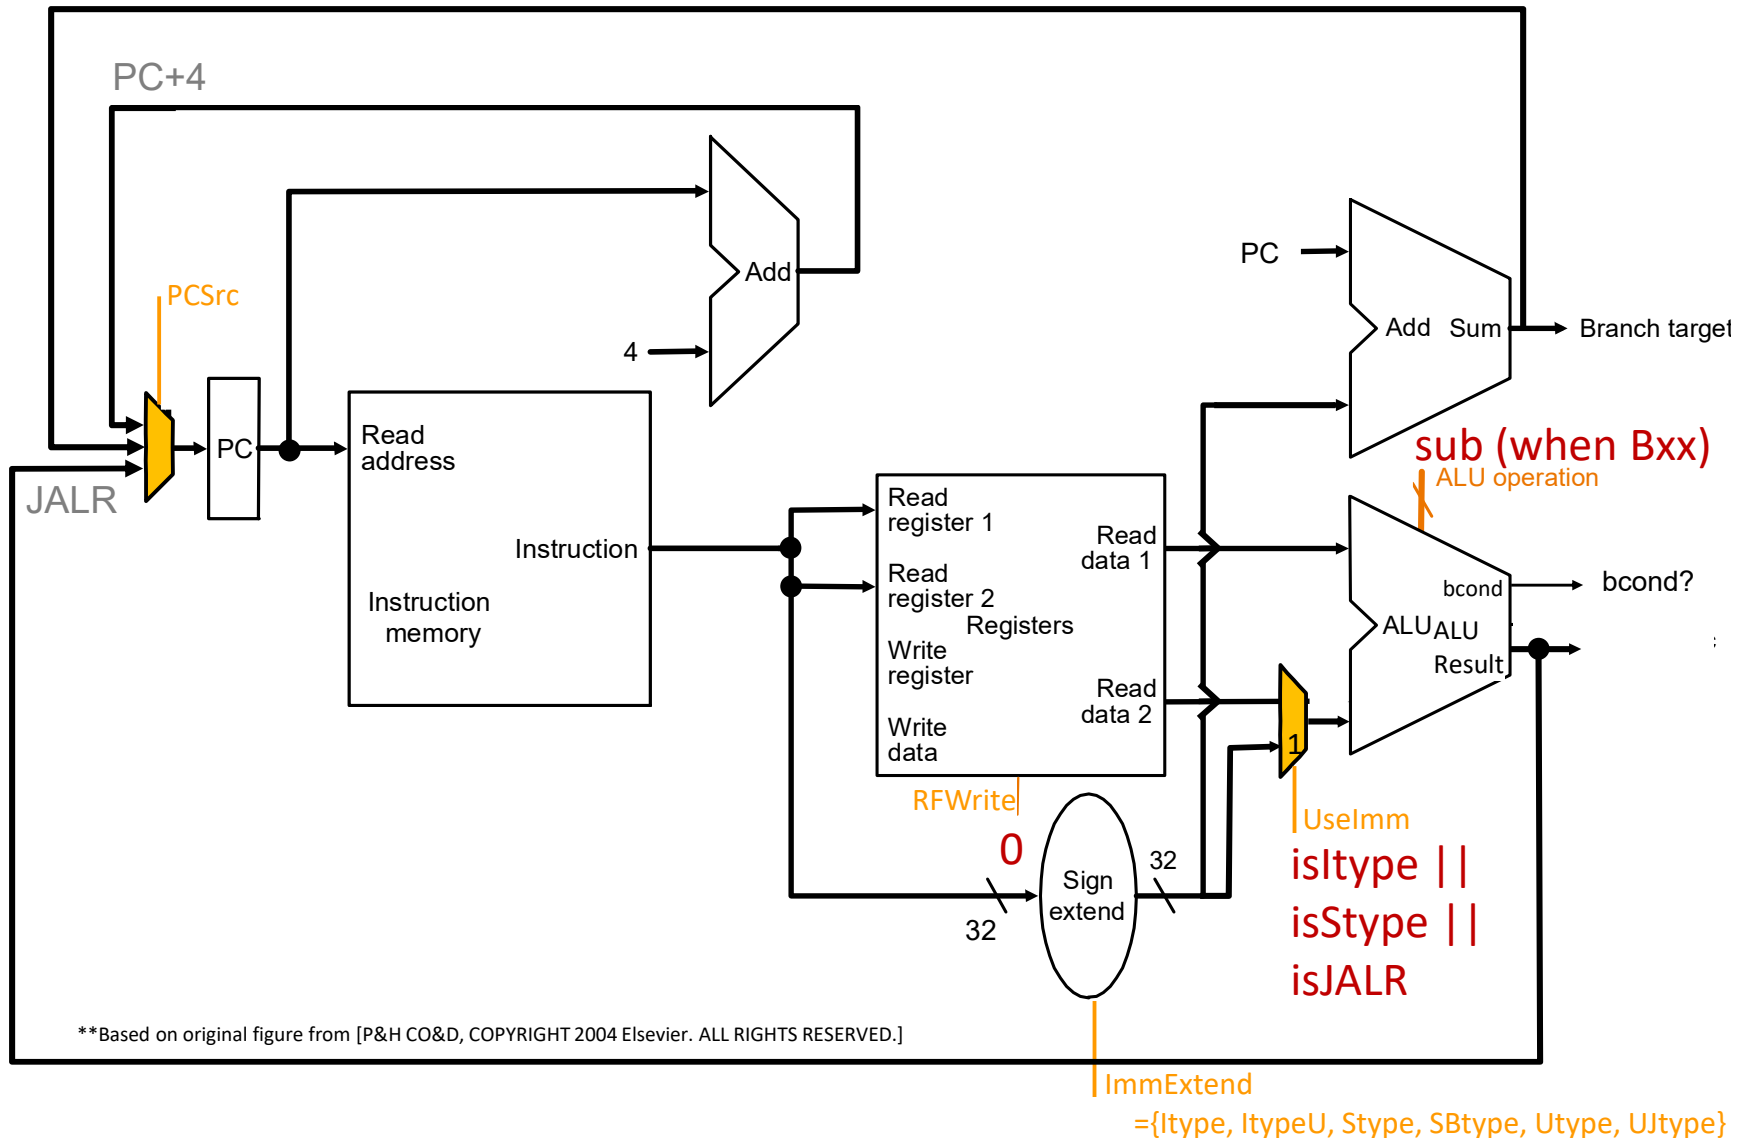 PC+4
Add
PC
PCSrc
Add Sum
Branch target
4
sub (when Bxx)
ALU operation
PC
Read
address
JALR
Instruction
Instruction
memory
Read
register 1
Read
data 1
Read
register 2
Registers
Write
register
Read
data 2
Write
data
bcond
bcond?
ALU
ALU
Result
1
RFWrite
UseImm
0
32
Sign
extend
32
isItype ||
isStype ||
isJALR
**Based on original figure from [P&H CO&D, COPYRIGHT 2004 Elsevier. ALL RIGHTS RESERVED.]
ImmExtend
={Itype, ItypeU, Stype, SBtype, Utype, UJtype}